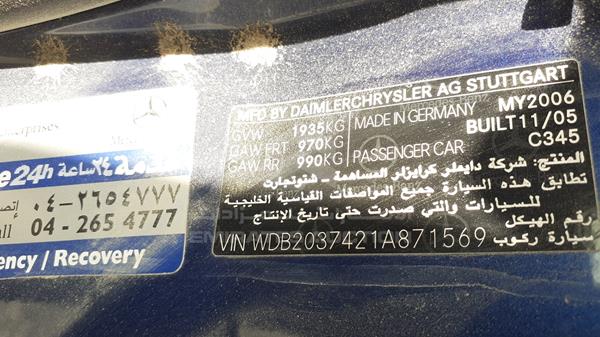 MFD BY DAIMLERCHRYSLER AG STUTTGART
GVW 1935KG MADE IN GERMANY MY2006
GAW FRT 970KG BUILT11/05
GAW RR 990KG PASSENGER CAR C345
المنتج: شركة دايملر كرايزلر المساهمة - شتوتجارت
تطابق هذه السيارة جميع المواصفات القياسية الخليجية
للسيارات والتي صدرت حتى تاريخ الإنتاج
رقم الهيكل
VIN WDB2037421A871569 سيارة ركوب
24h ٢٤ ساعة
٠٤-٢٦٥٤٧٧٧
04 - 265 4777
/ Recovery